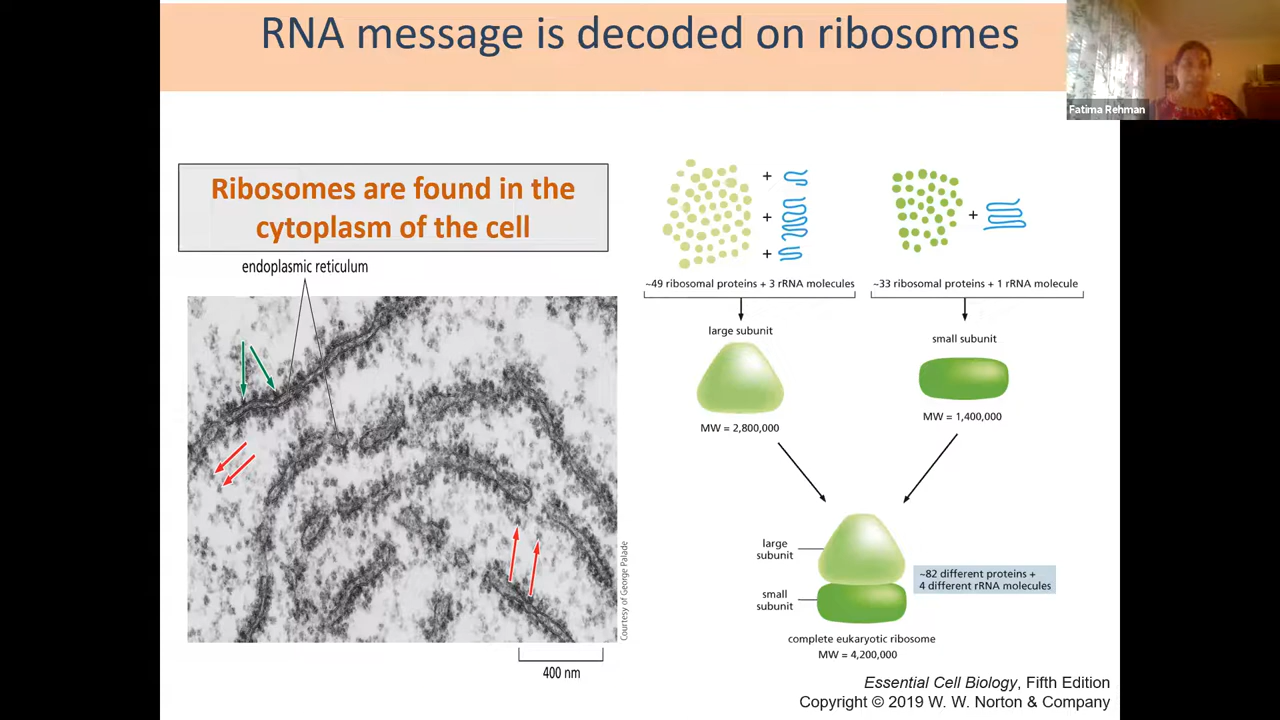 RNA message is decoded on ribosomes
Fatima Rehman
Ribosomes are found in the
cytoplasm of the cell
endoplasmic reticulum
Courtesy of George Palade
400 nm
+
+
+
+
~49 ribosomal proteins + 3 rRNA molecules
~33 ribosomal proteins + 1 rRNA molecule
large subunit
small subunit
MW = 2,800,000
MW = 1,400,000
large
subunit
small
subunit
~82 different proteins +
4 different rRNA molecules
complete eukaryotic ribosome
MW = 4,200,000
Essential Cell Biology, Fifth Edition
Copyright © 2019 W. W. Norton & Company